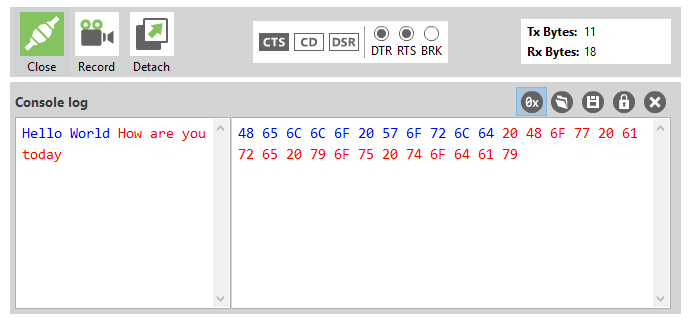 CTS CD DSR DTR RTS BRK
Tx Bytes: 11
Rx Bytes: 18
Close Record Detach
Console log
0x
Hello World How are you
today
48 65 6C 6C 6F 20 57 6F 72 6C 64 20 48 6F 77 20 61
72 65 20 79 6F 75 20 74 6F 64 61 79